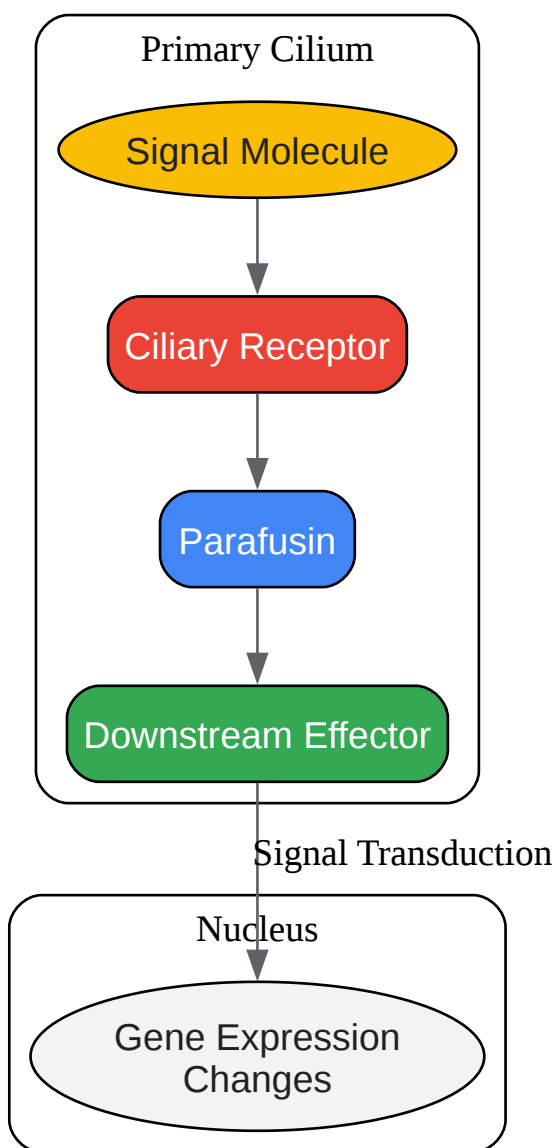 Primary Cilium
Signal Molecule
Ciliary Receptor
Parafusin
Downstream Effector
Signal Transduction
Nucleus
Gene Expression
Changes